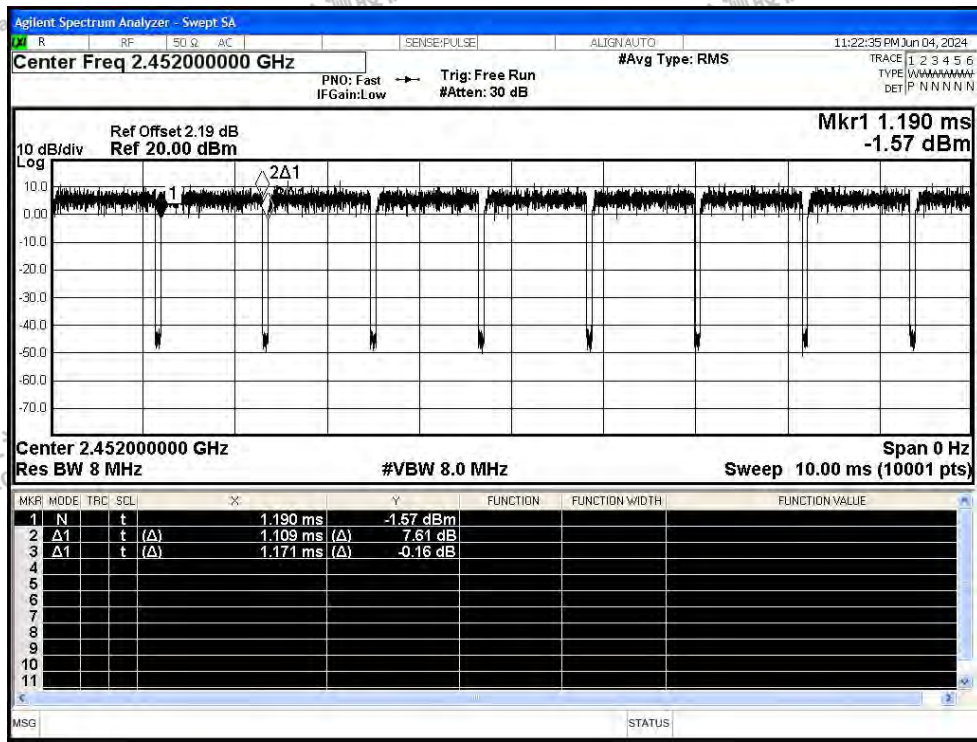 Agilent Spectrum Analyzer - Swept SA
LXI R RF 50 Ω AC SENSE:PULSE ALIGN AUTO 11:22:35 PM Jun 04, 2024
Center Freq 2.452000000 GHz
#Avg Type: RMS
TRACE 1 2 3 4 5 6
PNO: Fast Trig: Free Run
TYPE WWWWWW
IFGain:Low #Atten: 30 dB
DET P N N N N N
Mkr1 1.190 ms
-1.57 dBm
Ref Offset 2.19 dB
10 dB/div Ref 20.00 dBm
Log
10.0
0.00
-10.0
-20.0
-30.0
-40.0
-50.0
-60.0
-70.0
1
2Δ1
Center 2.452000000 GHz Span 0 Hz
Res BW 8 MHz #VBW 8.0 MHz Sweep 10.00 ms (10001 pts)
MKR MODE TRC SCL X Y FUNCTION FUNCTION WIDTH FUNCTION VALUE
1 N t 1.190 ms -1.57 dBm
2 Δ1 t (Δ) 1.109 ms (Δ) 7.61 dB
3 Δ1 t (Δ) 1.171 ms (Δ) -0.16 dB
4
5
6
7
8
9
10
11
MSG STATUS